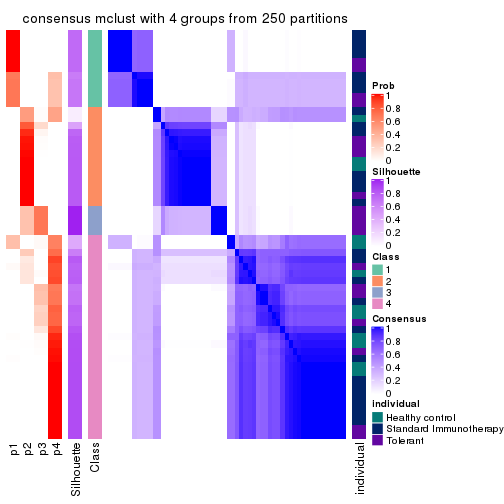 consensus mclust with 4 groups from 250 partitions
Prob
1
0.8
0.6
0.4
0.2
0
Silhouette
1
0.8
0.6
0.4
0.2
0
Class
1
2
3
4
Consensus
1
0.8
0.6
0.4
0.2
0
individual
Healthy control
Standard Immunotherapy
Tolerant
p1
p2
p3
p4
Silhouette
Class
individual